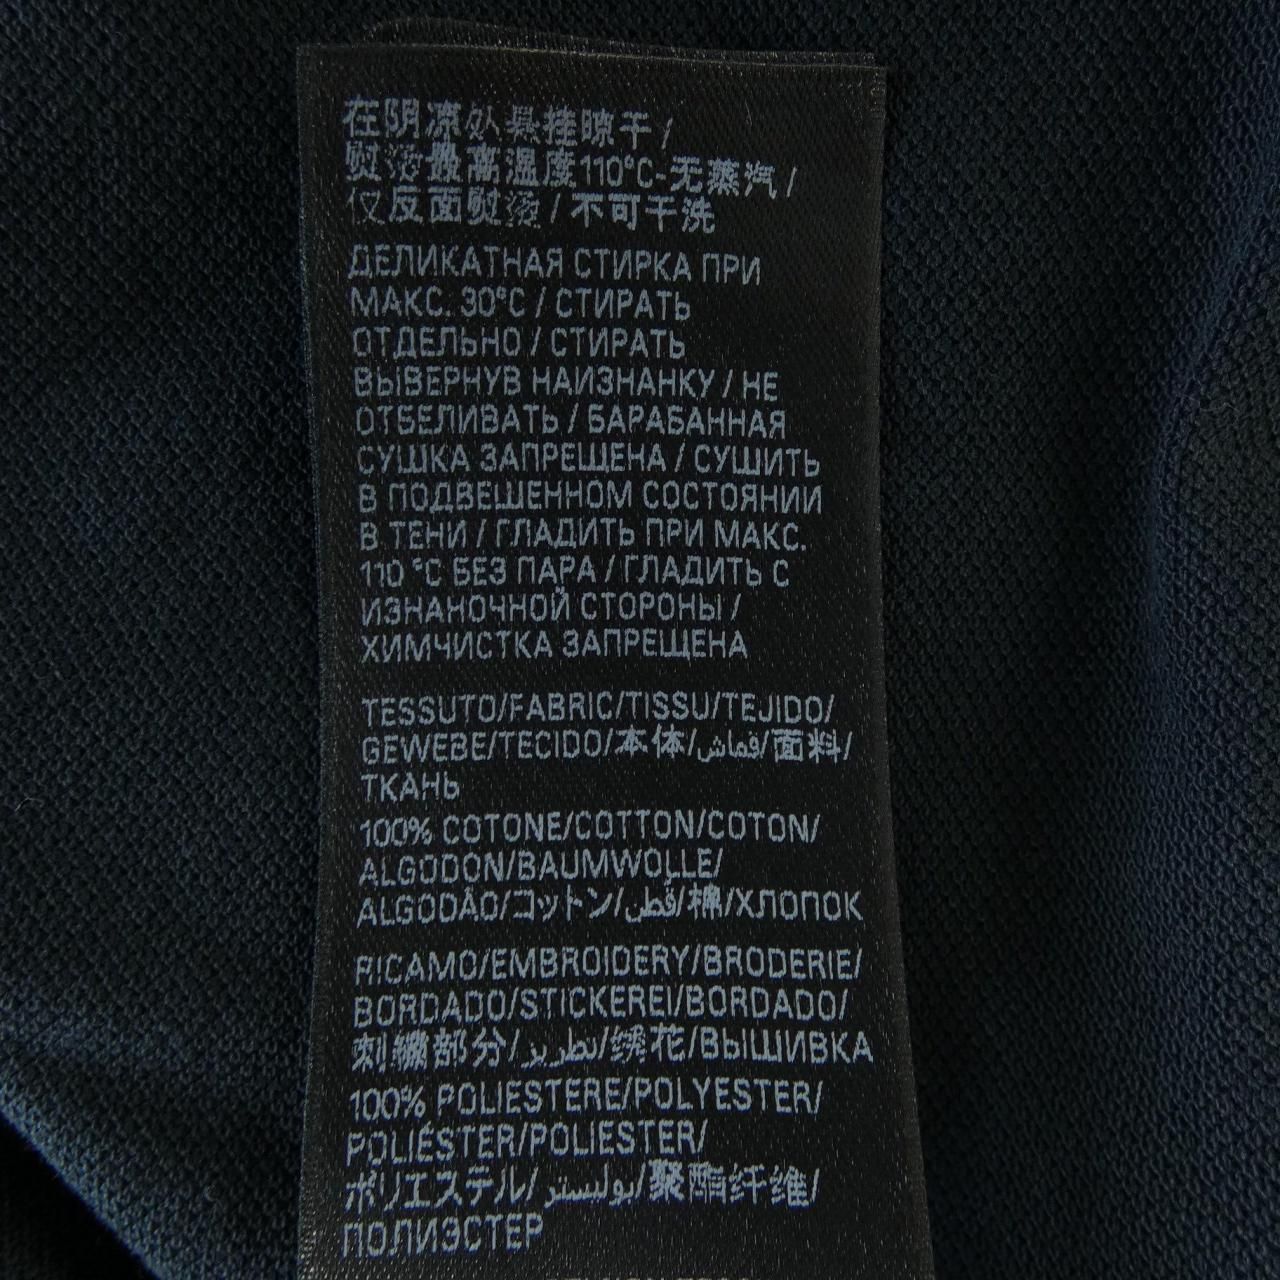 在阴凉处悬挂晾干 /
熨烫最高温度110°C-无蒸汽 /
仅反面熨烫 / 不可干洗
ДЕЛИКАТНАЯ СТИРКА ПРИ
МАКС. 30°C / СТИРАТЬ
ОТДЕЛЬНО / СТИРАТЬ
ВЫВЕРНУВ НАИЗНАНКУ / НЕ
ОТБЕЛИВАТЬ / БАРАБАННАЯ
СУШКА ЗАПРЕЩЕНА / СУШИТЬ
В ПОДВЕШЕННОМ СОСТОЯНИИ
В ТЕНИ / ГЛАДИТЬ ПРИ МАКС.
110 °C БЕЗ ПАРА / ГЛАДИТЬ С
ИЗНАНОЧНОЙ СТОРОНЫ /
ХИМЧИСТКА ЗАПРЕЩЕНА
TESSUTO/FABRIC/TISSU/TEJIDO/
GEWEBE/TECIDO/本体/قماش/面料/
ТКАНЬ
100% COTONE/COTTON/COTON/
ALGODON/BAUMWOLLE/
ALGODÃO/コットン/قطن/棉/ХЛОПОК
RICAMO/EMBROIDERY/BRODERIE/
BORDADO/STICKEREI/BORDADO/
刺繍部分/تطريز/绣花/ВЫШИВКА
100% POLIESTERE/POLYESTER/
POLIÉSTER/POLIESTER/
ポリエステル/بوليستر/聚酯纤维/
ПОЛИЭСТЕР